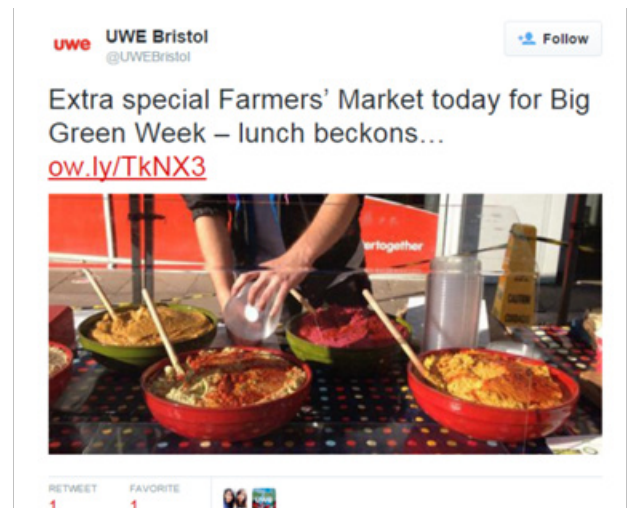 uwe
UWE Bristol
@UWEBristol
Follow
Extra special Farmers' Market today for Big
Green Week – lunch beckons…
ow.ly/TkNX3
ertogether
CAUTION
RETWEET
FAVORITE
1
1